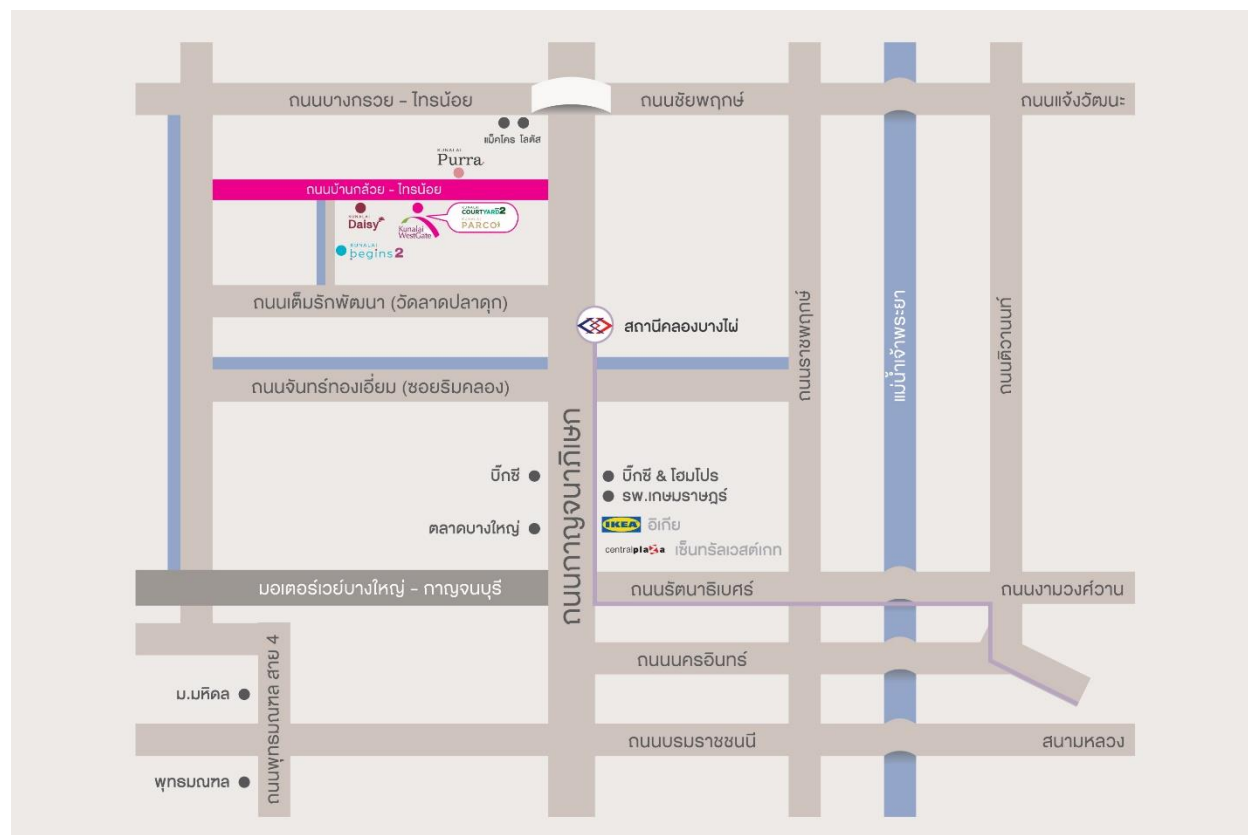 ถนนบางกรวย - ไทรน้อย
ถนนชัยพฤกษ์
ถนนแจ้งวัฒนะ
แม็คโคร โลตัส
KUNALAI
Purra
ถนนบ้านกล้วย - ไทรน้อย
KUNALAI
Daisy
Kunalai
WestGate
COURTYARD2
PARCO
KUNALAI
begins2
ถนนเต็มรักพัฒนา (วัดลาดปลาดุก)
สถานีคลองบางไผ่
ถนนราชพฤกษ์
แม่น้ำเจ้าพระยา
ถนนติวานนท์
ถนนจันทร์ทองเอี่ยม (ซอยริมคลอง)
ถนนกาญจนาภิเษก
บิ๊กซี
บิ๊กซี & โฮมโปร
รพ.เกษมราษฎร์
ตลาดบางใหญ่
IKEA อิเกีย
centralplaza เซ็นทรัลเวสต์เกท
มอเตอร์เวย์บางใหญ่ - กาญจนบุรี
ถนนรัตนาธิเบศร์
ถนนงามวงศ์วาน
ถนนนครอินทร์
ถนนพุทธมณฑล สาย 4
ม.มหิดล
ถนนบรมราชชนนี
สนามหลวง
พุทธมณฑล